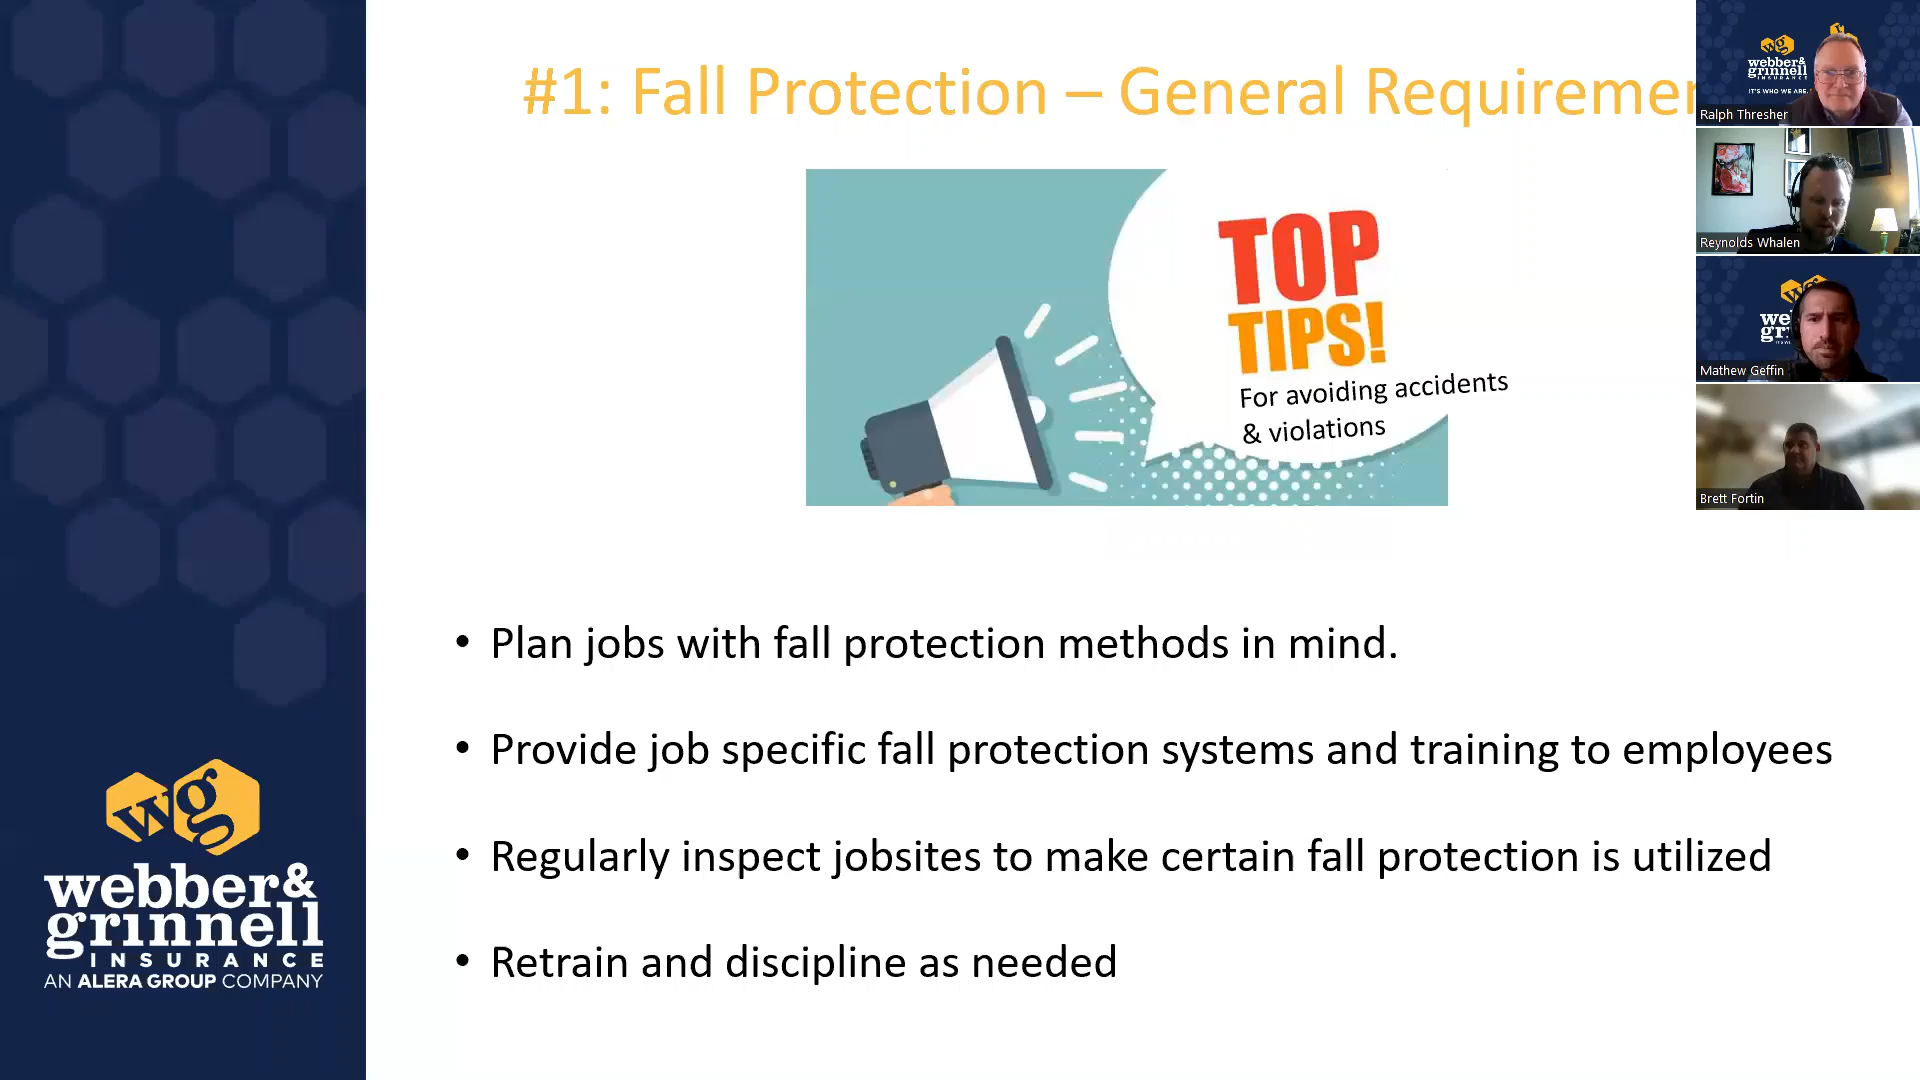 #1: Fall Protection – General Requiremen
TOP
TIPS!
For avoiding accidents
& violations
• Plan jobs with fall protection methods in mind.
• Provide job specific fall protection systems and training to employees
• Regularly inspect jobsites to make certain fall protection is utilized
• Retrain and discipline as needed
wg
webber&
grinnell
INSURANCE
AN ALERA GROUP COMPANY
wg
webber&
grinnell
INSURANCE
IT'S WHO WE ARE.
Ralph Thresher
Reynolds Whalen
Mathew Geffin
Brett Fortin